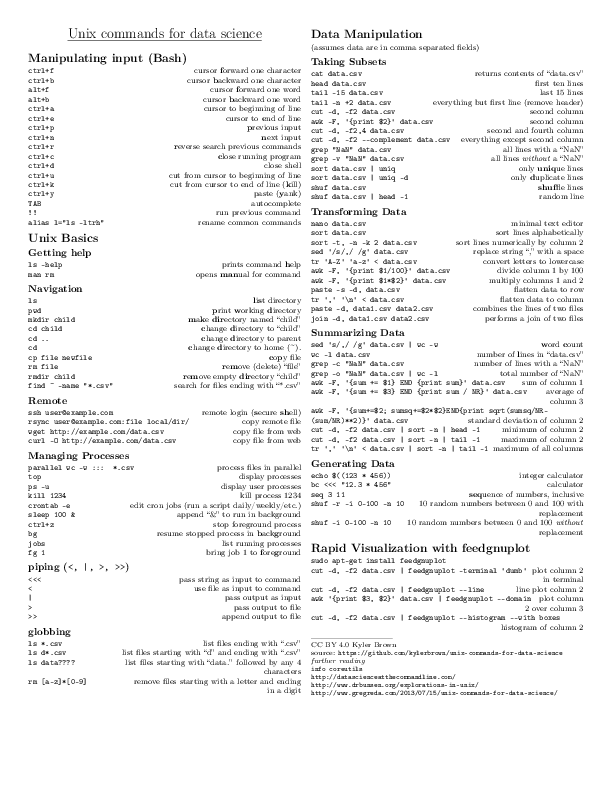 Unix commands for data science
Manipulating input (Bash)
ctrl+f cursor forward one character
ctrl+b cursor backward one character
alt+f cursor forward one word
alt+b cursor backward one word
ctrl+a cursor to beginning of line
ctrl+e cursor to end of line
ctrl+p previous input
ctrl+n next input
ctrl+r reverse search previous commands
ctrl+c close running program
ctrl+d close shell
ctrl+u cut from cursor to beginning of line
ctrl+k cut from cursor to end of line (kill)
ctrl+y paste (yank)
TAB autocomplete
!! run previous command
alias l="ls -ltrh" rename common commands
Unix Basics
Getting help
ls -help prints command help
man rm opens manual for command
Navigation
ls list directory
pwd print working directory
mkdir child make directory named “child”
cd child change directory to “child”
cd .. change directory to parent
cd change directory to home (~).
cp file newfile copy file
rm file remove (delete) “file”
rmdir child remove empty directory “child”
find ~ -name "*.csv" search for files ending with “*.csv”
Remote
ssh user@example.com remote login (secure shell)
rsync user@example.com:file local/dir/ copy remote file
wget http://example.com/data.csv copy file from web
curl -O http://example.com/data.csv copy file from web
Managing Processes
parallel wc -w ::: *.csv process files in parallel
top display processes
ps -u display user processes
kill 1234 kill process 1234
crontab -e edit cron jobs (run a script daily/weekly/etc.)
sleep 100 & append “&” to run in background
ctrl+z stop foreground process
bg resume stopped process in background
jobs list running processes
fg 1 bring job 1 to foreground
piping (<, |, >, >>)
<<< pass string as input to command
< use file as input to command
| pass output as input
> pass output to file
>> append output to file
globbing
ls *.csv list files ending with “.csv”
ls d*.csv list files starting with “d” and ending with “.csv”
ls data???? list files starting with “data.” followed by any 4
characters
rm [a-z]*[0-9] remove files starting with a letter and ending
in a digit
Data Manipulation
(assumes data are in comma separated fields)
Taking Subsets
cat data.csv returns contents of “data.csv”
head data.csv first ten lines
tail -15 data.csv last 15 lines
tail -n +2 data.csv everything but first line (remove header)
cut -d, -f2 data.csv second column
awk -F, '{print $2}' data.csv second column
cut -d, -f2,4 data.csv second and fourth column
cut -d, -f2 --complement data.csv everything except second column
grep "NaN" data.csv all lines with a “NaN”
grep -v "NaN" data.csv all lines without a “NaN”
sort data.csv | uniq only unique lines
sort data.csv | uniq -d only duplicate lines
shuf data.csv shuffle lines
shuf data.csv | head -1 random line
Transforming Data
nano data.csv minimal text editor
sort data.csv sort lines alphabetically
sort -t, -n -k 2 data.csv sort lines numerically by column 2
sed 's/,/ /g' data.csv replace string “,” with a space
tr 'A-Z' 'a-z' < data.csv convert letters to lowercase
awk -F, '{print $1/100}' data.csv divide column 1 by 100
awk -F, '{print $1*$2}' data.csv multiply columns 1 and 2
paste -s -d, data.csv flatten data to row
tr ',' '\n' < data.csv flatten data to column
paste -d, data1.csv data2.csv combines the lines of two files
join -d, data1.csv data2.csv performs a join of two files
Summarizing Data
sed 's/,/ /g' data.csv | wc -w word count
wc -l data.csv number of lines in “data.csv”
grep -c "NaN" data.csv number of lines with a “NaN”
grep -o "NaN" data.csv | wc -l total number of “NaN”
awk -F, '{sum += $1} END {print sum}' data.csv sum of column 1
awk -F, '{sum += $3} END {print sum / NR}' data.csv average of
column 3
awk -F, '{sum+=$2; sumsq+=$2*$2}END{print sqrt(sumsq/NR-
(sum/NR)**2)}' data.csv standard deviation of column 2
cut -d, -f2 data.csv | sort -n | head -1 minimum of column 2
cut -d, -f2 data.csv | sort -n | tail -1 maximum of column 2
tr ',' '\n' < data.csv | sort -n | tail -1 maximum of all columns
Generating Data
echo $((123 * 456)) integer calculator
bc <<< "12.3 * 456" calculator
seq 3 11 sequence of numbers, inclusive
shuf -r -i 0-100 -n 10 10 random numbers between 0 and 100 with
replacement
shuf -i 0-100 -n 10 10 random numbers between 0 and 100 without
replacement
Rapid Visualization with feedgnuplot
sudo apt-get install feedgnuplot
cut -d, -f2 data.csv | feedgnuplot -terminal 'dumb' plot column 2
in terminal
cut -d, -f2 data.csv | feedgnuplot --line line plot column 2
awk '{print $3, $2}' data.csv | feedgnuplot --domain plot column
2 over column 3
cut -d, -f2 data.csv | feedgnuplot --histogram --with boxes
histogram of column 2
CC BY 4.0 Kyler Brown
source: https://github.com/kylerbrown/unix-commands-for-data-science
further reading
info coreutils
http://datascienceatthecommandline.com/
http://www.drbunsen.org/explorations-in-unix/
http://www.gregreda.com/2013/07/15/unix-commands-for-data-science/